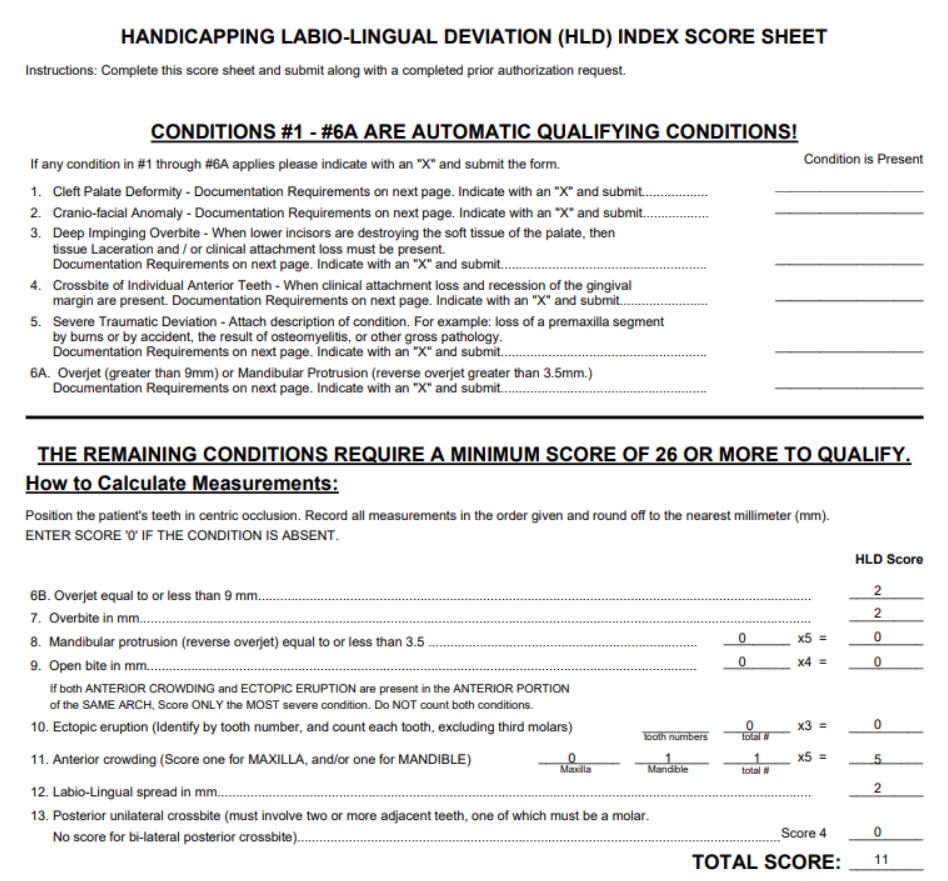 HANDICAPPING LABIO-LINGUAL DEVIATION (HLD) INDEX SCORE SHEET
Instructions: Complete this score sheet and submit along with a completed prior authorization request.
CONDITIONS #1 - #6A ARE AUTOMATIC QUALIFYING CONDITIONS!
If any condition in #1 through #6A applies please indicate with an "X" and submit the form. Condition is Present
1. Cleft Palate Deformity - Documentation Requirements on next page. Indicate with an "X" and submit..................
2. Cranio-facial Anomaly - Documentation Requirements on next page. Indicate with an "X" and submit..................
3. Deep Impinging Overbite - When lower incisors are destroying the soft tissue of the palate, then
tissue Laceration and / or clinical attachment loss must be present.
Documentation Requirements on next page. Indicate with an "X" and submit........................................................
4. Crossbite of Individual Anterior Teeth - When clinical attachment loss and recession of the gingival
margin are present. Documentation Requirements on next page. Indicate with an "X" and submit..........................
5. Severe Traumatic Deviation - Attach description of condition. For example: loss of a premaxilla segment
by burns or by accident, the result of osteomyelitis, or other gross pathology.
Documentation Requirements on next page. Indicate with an "X" and submit........................................................
6A. Overjet (greater than 9mm) or Mandibular Protrusion (reverse overjet greater than 3.5mm.)
Documentation Requirements on next page. Indicate with an "X" and submit........................................................
THE REMAINING CONDITIONS REQUIRE A MINIMUM SCORE OF 26 OR MORE TO QUALIFY.
How to Calculate Measurements:
Position the patient's teeth in centric occlusion. Record all measurements in the order given and round off to the nearest millimeter (mm).
ENTER SCORE '0' IF THE CONDITION IS ABSENT.
HLD Score
6B. Overjet equal to or less than 9 mm........................................................ 2
7. Overbite in mm........................................................ 2
8. Mandibular protrusion (reverse overjet) equal to or less than 3.5 ........................................................ 0 x5 = 0
9. Open bite in mm........................................................ 0 x4 = 0
If both ANTERIOR CROWDING and ECTOPIC ERUPTION are present in the ANTERIOR PORTION
of the SAME ARCH, Score ONLY the MOST severe condition. Do NOT count both conditions.
10. Ectopic eruption (Identify by tooth number, and count each tooth, excluding third molars) 0 x3 = 0
tooth numbers total #
11. Anterior crowding (Score one for MAXILLA, and/or one for MANDIBLE) 0 1 1 x5 = 5
Maxilla Mandible total #
12. Labio-Lingual spread in mm........................................................ 2
13. Posterior unilateral crossbite (must involve two or more adjacent teeth, one of which must be a molar.
No score for bi-lateral posterior crossbite)........................................................Score 4 0
TOTAL SCORE: 11